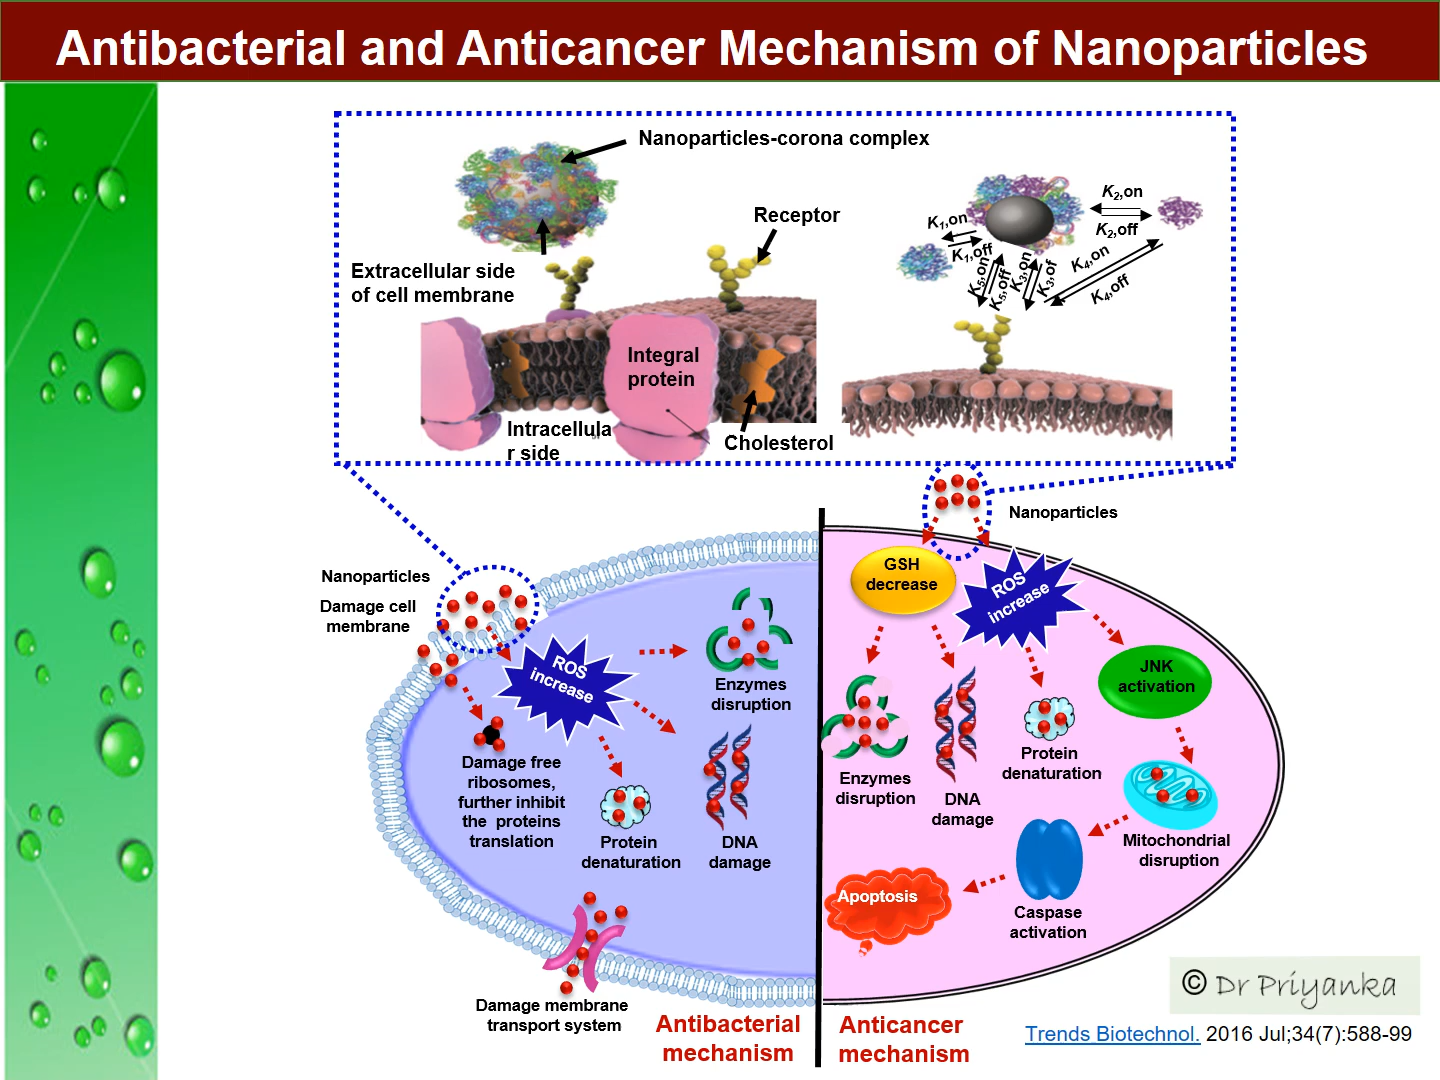 Antibacterial and Anticancer Mechanism of Nanoparticles
Nanoparticles-corona complex
Receptor
Extracellular side
of cell membrane
Integral
protein
Intracellula
r side
Cholesterol
K2,on
K2,off
K1,on
K1,off
K5,on
K5,off
K3,on
K3,of
K4,on
K4,off
Nanoparticles
Nanoparticles
Damage cell
membrane
ROS
increase
Enzymes
disruption
Damage free
ribosomes,
further inhibit
the proteins
translation
Protein
denaturation
DNA
damage
Damage membrane
transport system
Antibacterial
mechanism
GSH
decrease
ROS
increase
JNK
activation
Enzymes
disruption
DNA
damage
Protein
denaturation
Mitochondrial
disruption
Caspase
activation
Apoptosis
Anticancer
mechanism
© Dr Priyanka
Trends Biotechnol. 2016 Jul;34(7):588-99